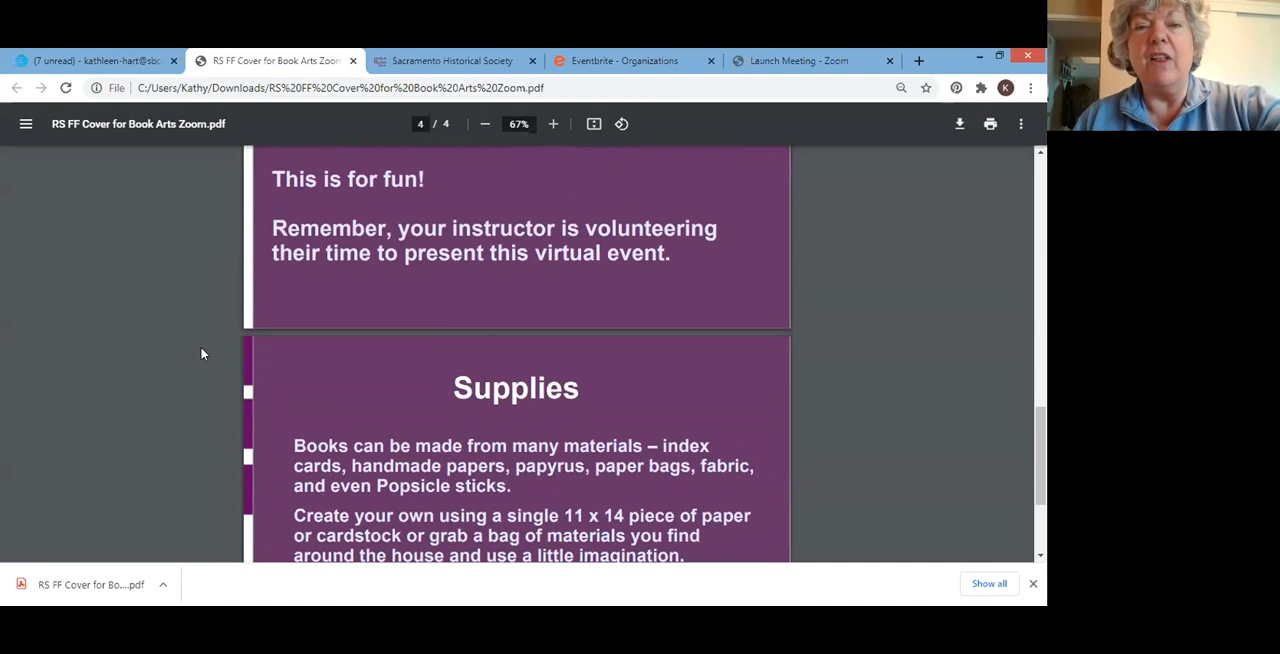 (7 unread) - kathleen-hart@sbc
RS FF Cover for Book Arts Zoom
Sacramento Historical Society
Eventbrite - Organizations
Launch Meeting - Zoom
File
C:/Users/Kathy/Downloads/RS%20FF%20Cover%20for%20Book%20Arts%20Zoom.pdf
K
RS FF Cover for Book Arts Zoom.pdf
4 / 4
67%
This is for fun!
Remember, your instructor is volunteering
their time to present this virtual event.
Supplies
Books can be made from many materials – index
cards, handmade papers, papyrus, paper bags, fabric,
and even Popsicle sticks.
Create your own using a single 11 x 14 piece of paper
or cardstock or grab a bag of materials you find
around the house and use a little imagination.
RS FF Cover for Bo....pdf
Show all